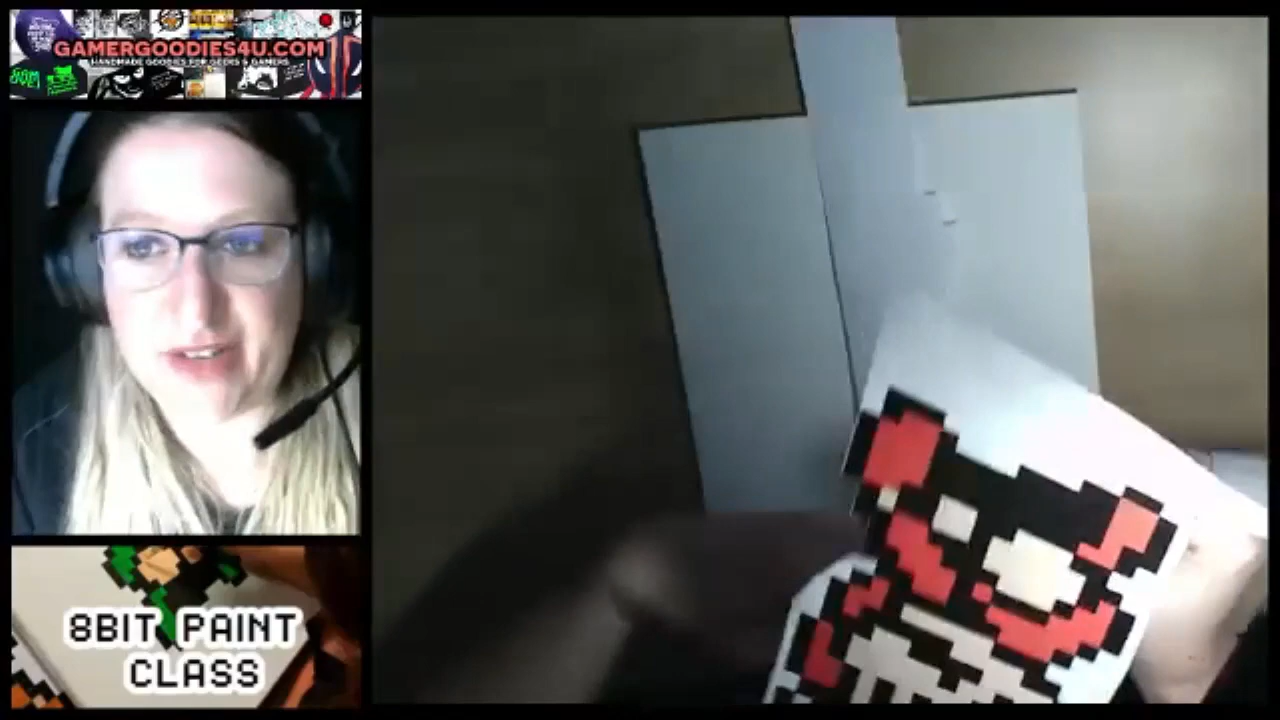 GAMERGOODIES4U.COM
HANDMADE GOODIES FOR GEEKS & GAMERS
8BIT PAINT
CLASS